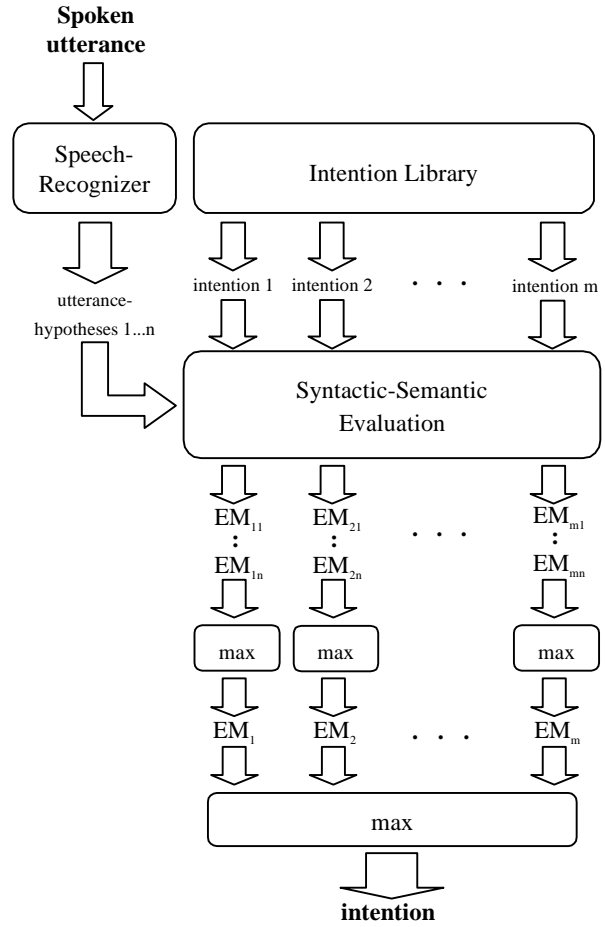 Spoken
utterance
Speech-
Recognizer
Intention Library
utterance-
hypotheses 1...n
intention 1 intention 2 . . . intention m
Syntactic-Semantic
Evaluation
EM11 EM21 . . . EMm1
: : :
EM1n EM2n EMmn
max max max
EM1 EM2 . . . EMm
max
intention